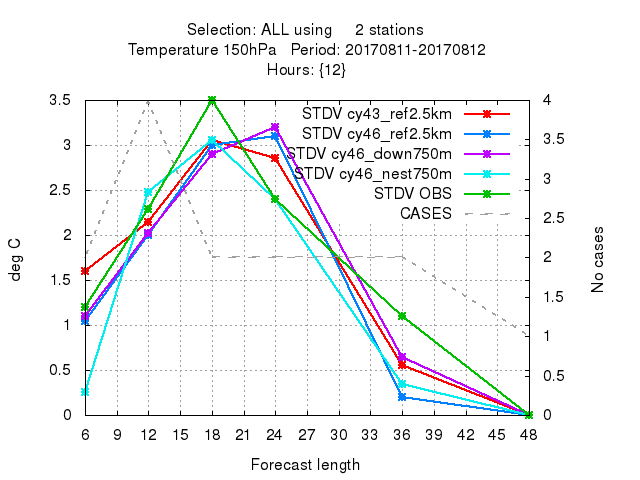 Selection: ALL using     2 stations
Temperature 150hPa   Period: 20170811-20170812
Hours: {12}
STDV cy43_ref2.5km
STDV cy46_ref2.5km
STDV cy46_down750m
STDV cy46_nest750m
STDV OBS
CASES
deg C
3.5
3
2.5
2
1.5
1
0.5
0
4
3.5
3
2.5
2
1.5
1
0.5
0
No cases
6 9 12 15 18 21 24 27 30 33 36 39 42 45 48
Forecast length